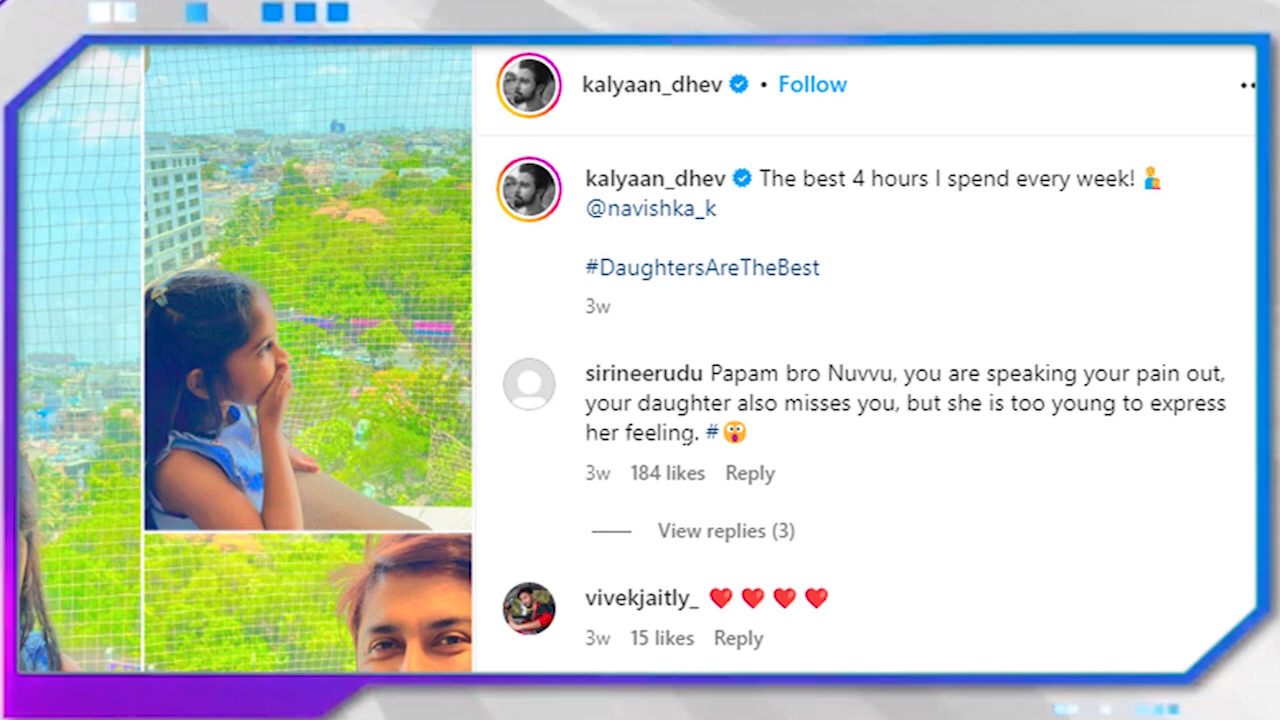 kalyaan_dhev • Follow
kalyaan_dhev The best 4 hours I spend every week!
@navishka_k
#DaughtersAreTheBest
3w
sirineerudu Papam bro Nuvvu, you are speaking your pain out,
your daughter also misses you, but she is too young to express
her feeling. #😲
3w 184 likes Reply
View replies (3)
vivekjaitly_ ❤️ ❤️ ❤️ ❤️
3w 15 likes Reply